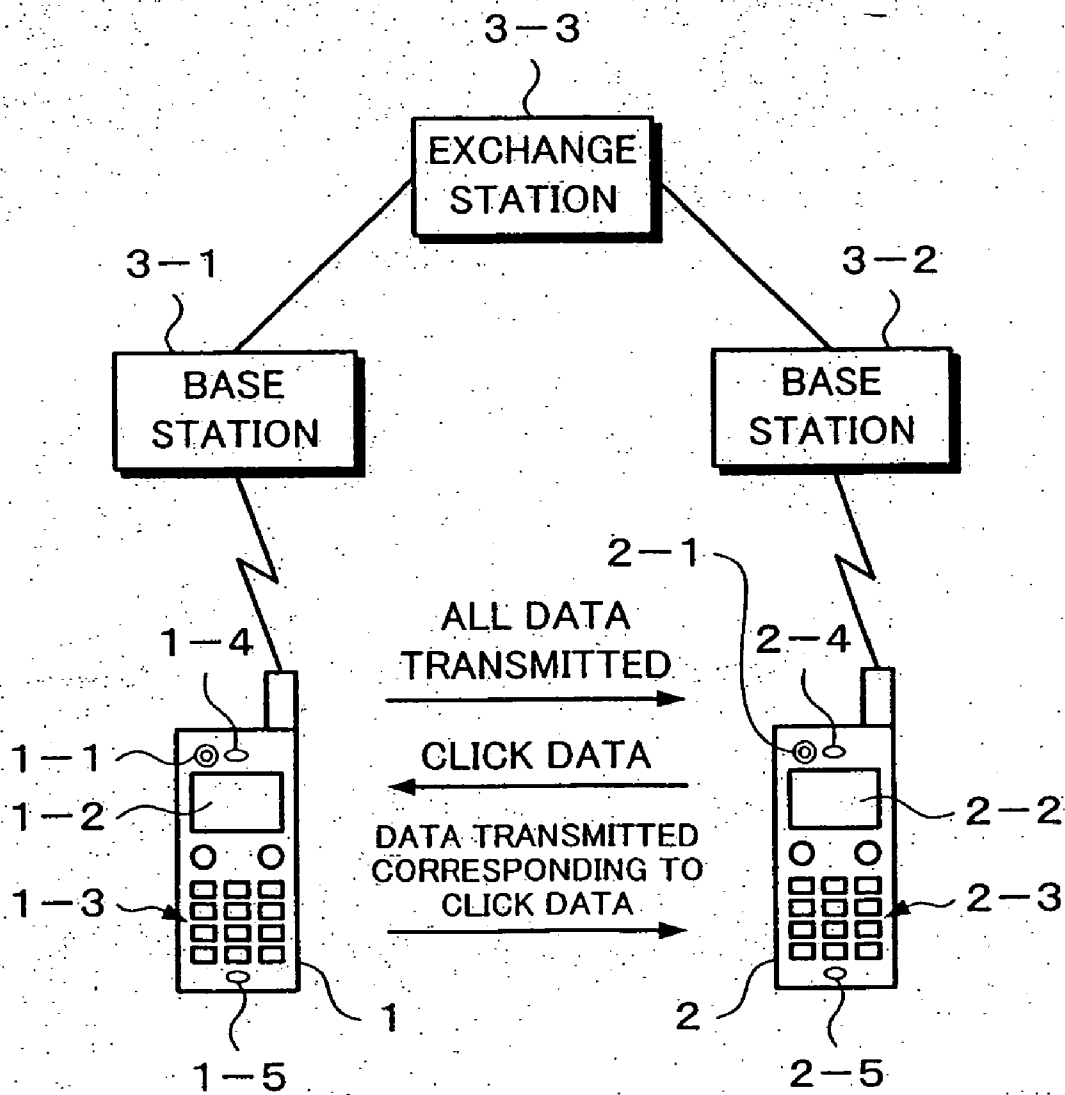 3-3
EXCHANGE
STATION
3-1
3-2
BASE
STATION
BASE
STATION
2-1
ALL DATA
TRANSMITTED
1-4
2-4
1-1
CLICK DATA
1-2
2-2
DATA TRANSMITTED
CORRESPONDING TO
CLICK DATA
1-3
2-3
1
2
1-5
2-5